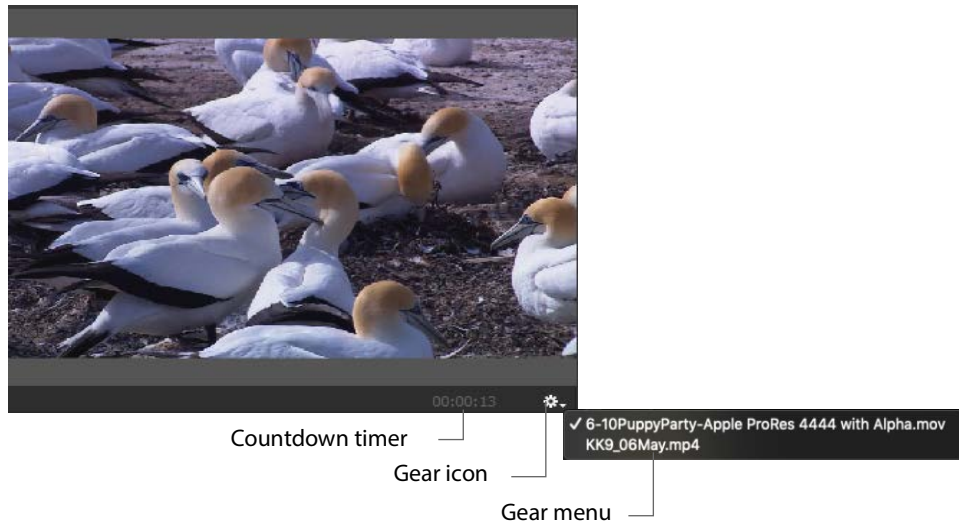 00:00:13
✓ 6-10PuppyParty-Apple ProRes 4444 with Alpha.mov
KK9_06May.mp4
Countdown timer
Gear icon
Gear menu